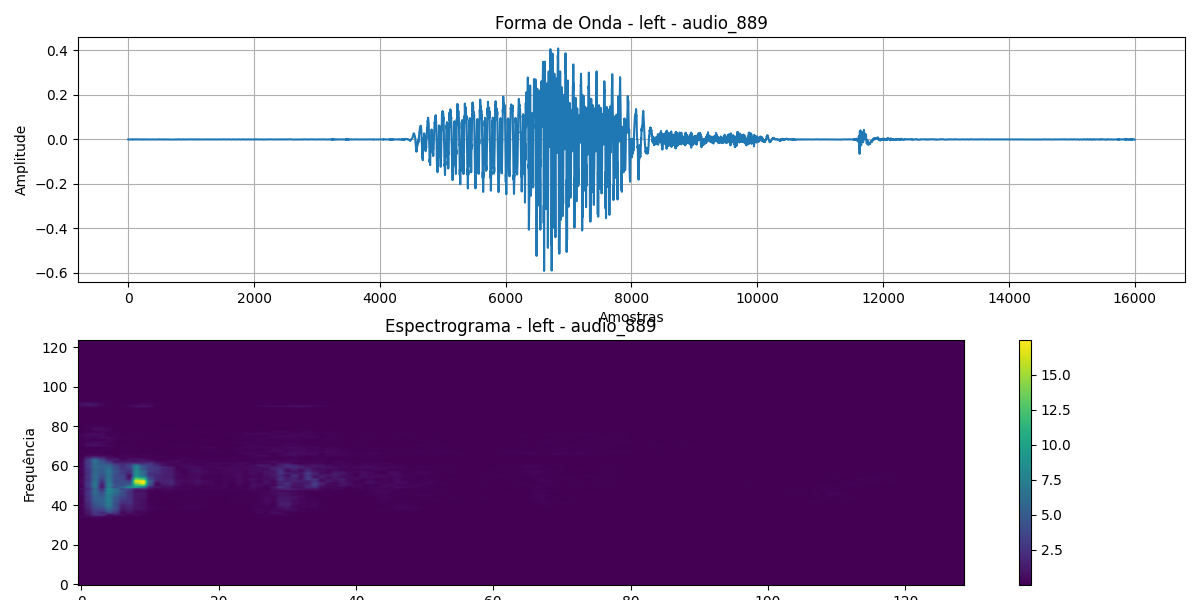 Forma de Onda - left - audio_889
Amplitude
0.4
0.2
0.0
−0.2
−0.4
−0.6
0 2000 4000 6000 8000 10000 12000 14000 16000
Amostras
Espectrograma - left - audio_889
Frequência
120
100
80
60
40
20
0
0 20 40 60 80 100 120
15.0
12.5
10.0
7.5
5.0
2.5